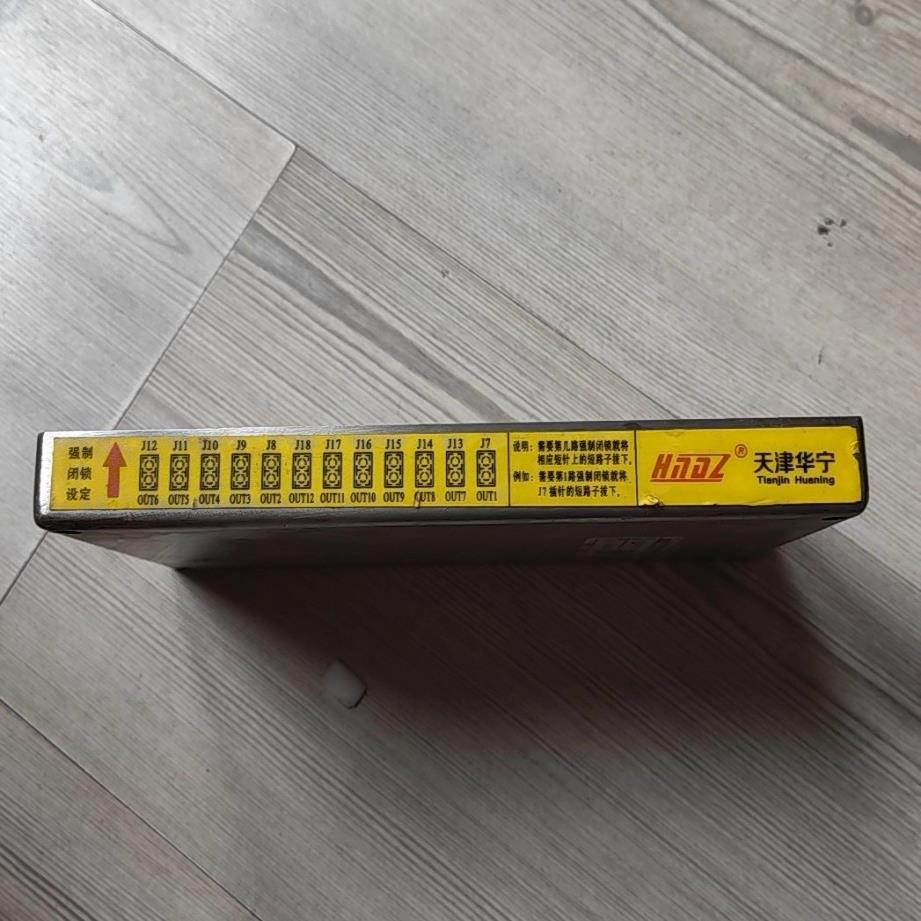 强制
闭锁
设定
J12 J11 J10 J9 J8 J18 J17 J16 J15 J14 J13 J7
OUT6 OUT5 OUT4 OUT3 OUT2 OUT12 OUT11 OUT10 OUT9 OUT8 OUT7 OUT1
说明：需要第几路强制闭锁就将
相应短针上的短路子接下。
例如：需要第1路强制闭锁就将
J7 插针的短路子接下。
HNDZ®
天津华宁
Tianjin Huaning